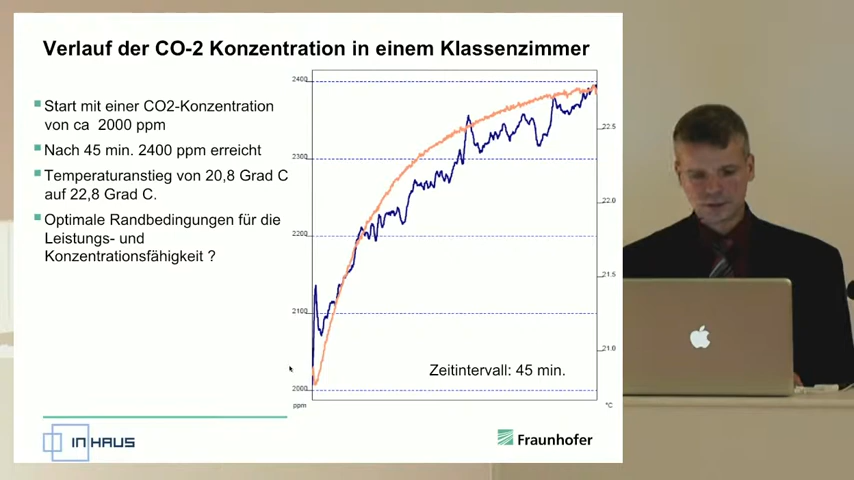 Verlauf der CO-2 Konzentration in einem Klassenzimmer
Start mit einer CO2-Konzentration
von ca 2000 ppm
Nach 45 min. 2400 ppm erreicht
Temperaturanstieg von 20,8 Grad C
auf 22,8 Grad C.
Optimale Randbedingungen für die
Leistungs- und
Konzentrationsfähigkeit ?
2400
2300
2200
2100
2000
ppm
22.5
22.0
21.5
21.0
°C
Zeitintervall: 45 min.
INHAUS
Fraunhofer